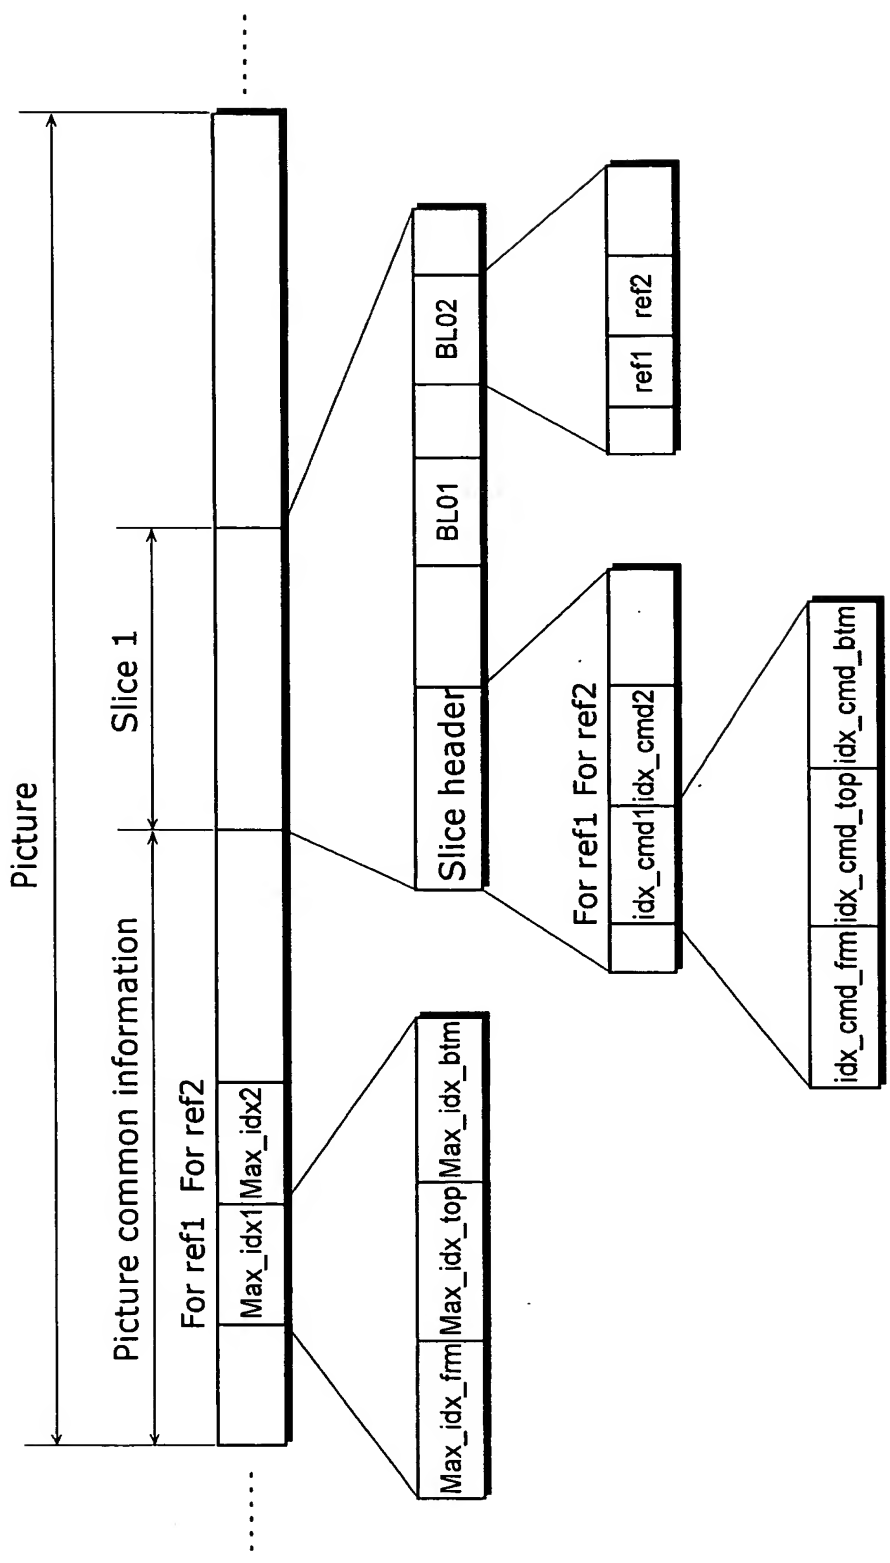 Picture
Picture common information
Slice 1
For ref1 For ref2
Max_idx1 Max_idx2
Max_idx_frm Max_idx_top Max_idx_btm
Slice header BL01 BL02
For ref1 For ref2
idx_cmd1 idx_cmd2
ref1 ref2
idx_cmd_frm idx_cmd_top idx_cmd_btm